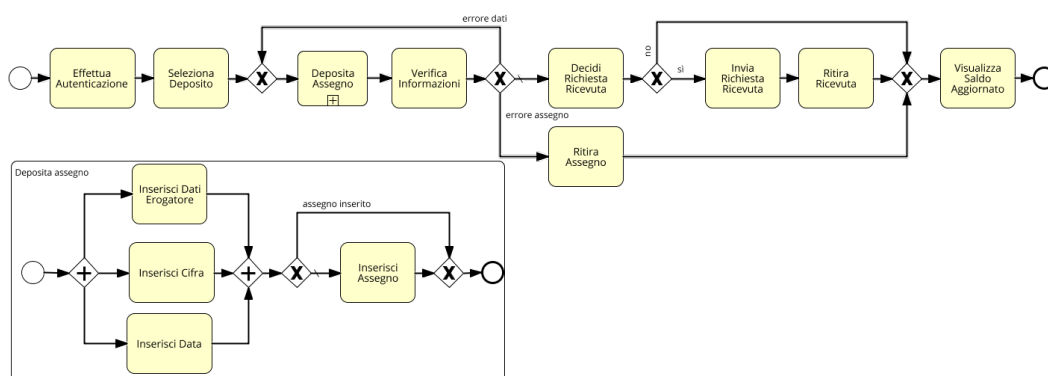 errore dati
Effettua
Autenticazione
Seleziona
Deposito
Deposita
Assegno
Verifica
Informazioni
Decidi
Richiesta
Ricevuta
no
sì
Invia
Richiesta
Ricevuta
Ritira
Ricevuta
Visualizza
Saldo
Aggiornato
errore assegno
Ritira
Assegno
Deposita assegno
Inserisci Dati
Erogatore
assegno inserito
Inserisci Cifra
Inserisci
Assegno
Inserisci Data